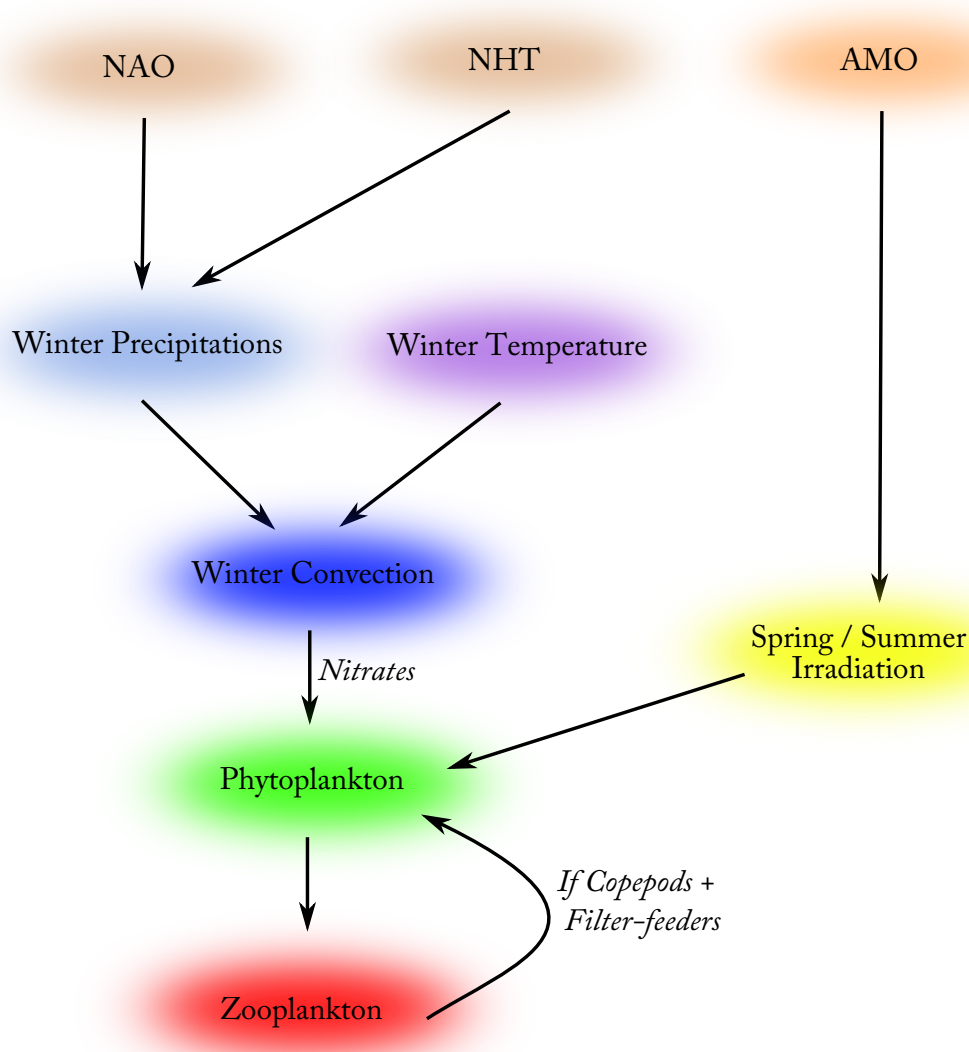 NAO
NHT
AMO
Winter Precipitations
Winter Temperature
Winter Convection
Nitrates
Spring / Summer
Irradiation
Phytoplankton
If Copepods +
Filter-feeders
Zooplankton